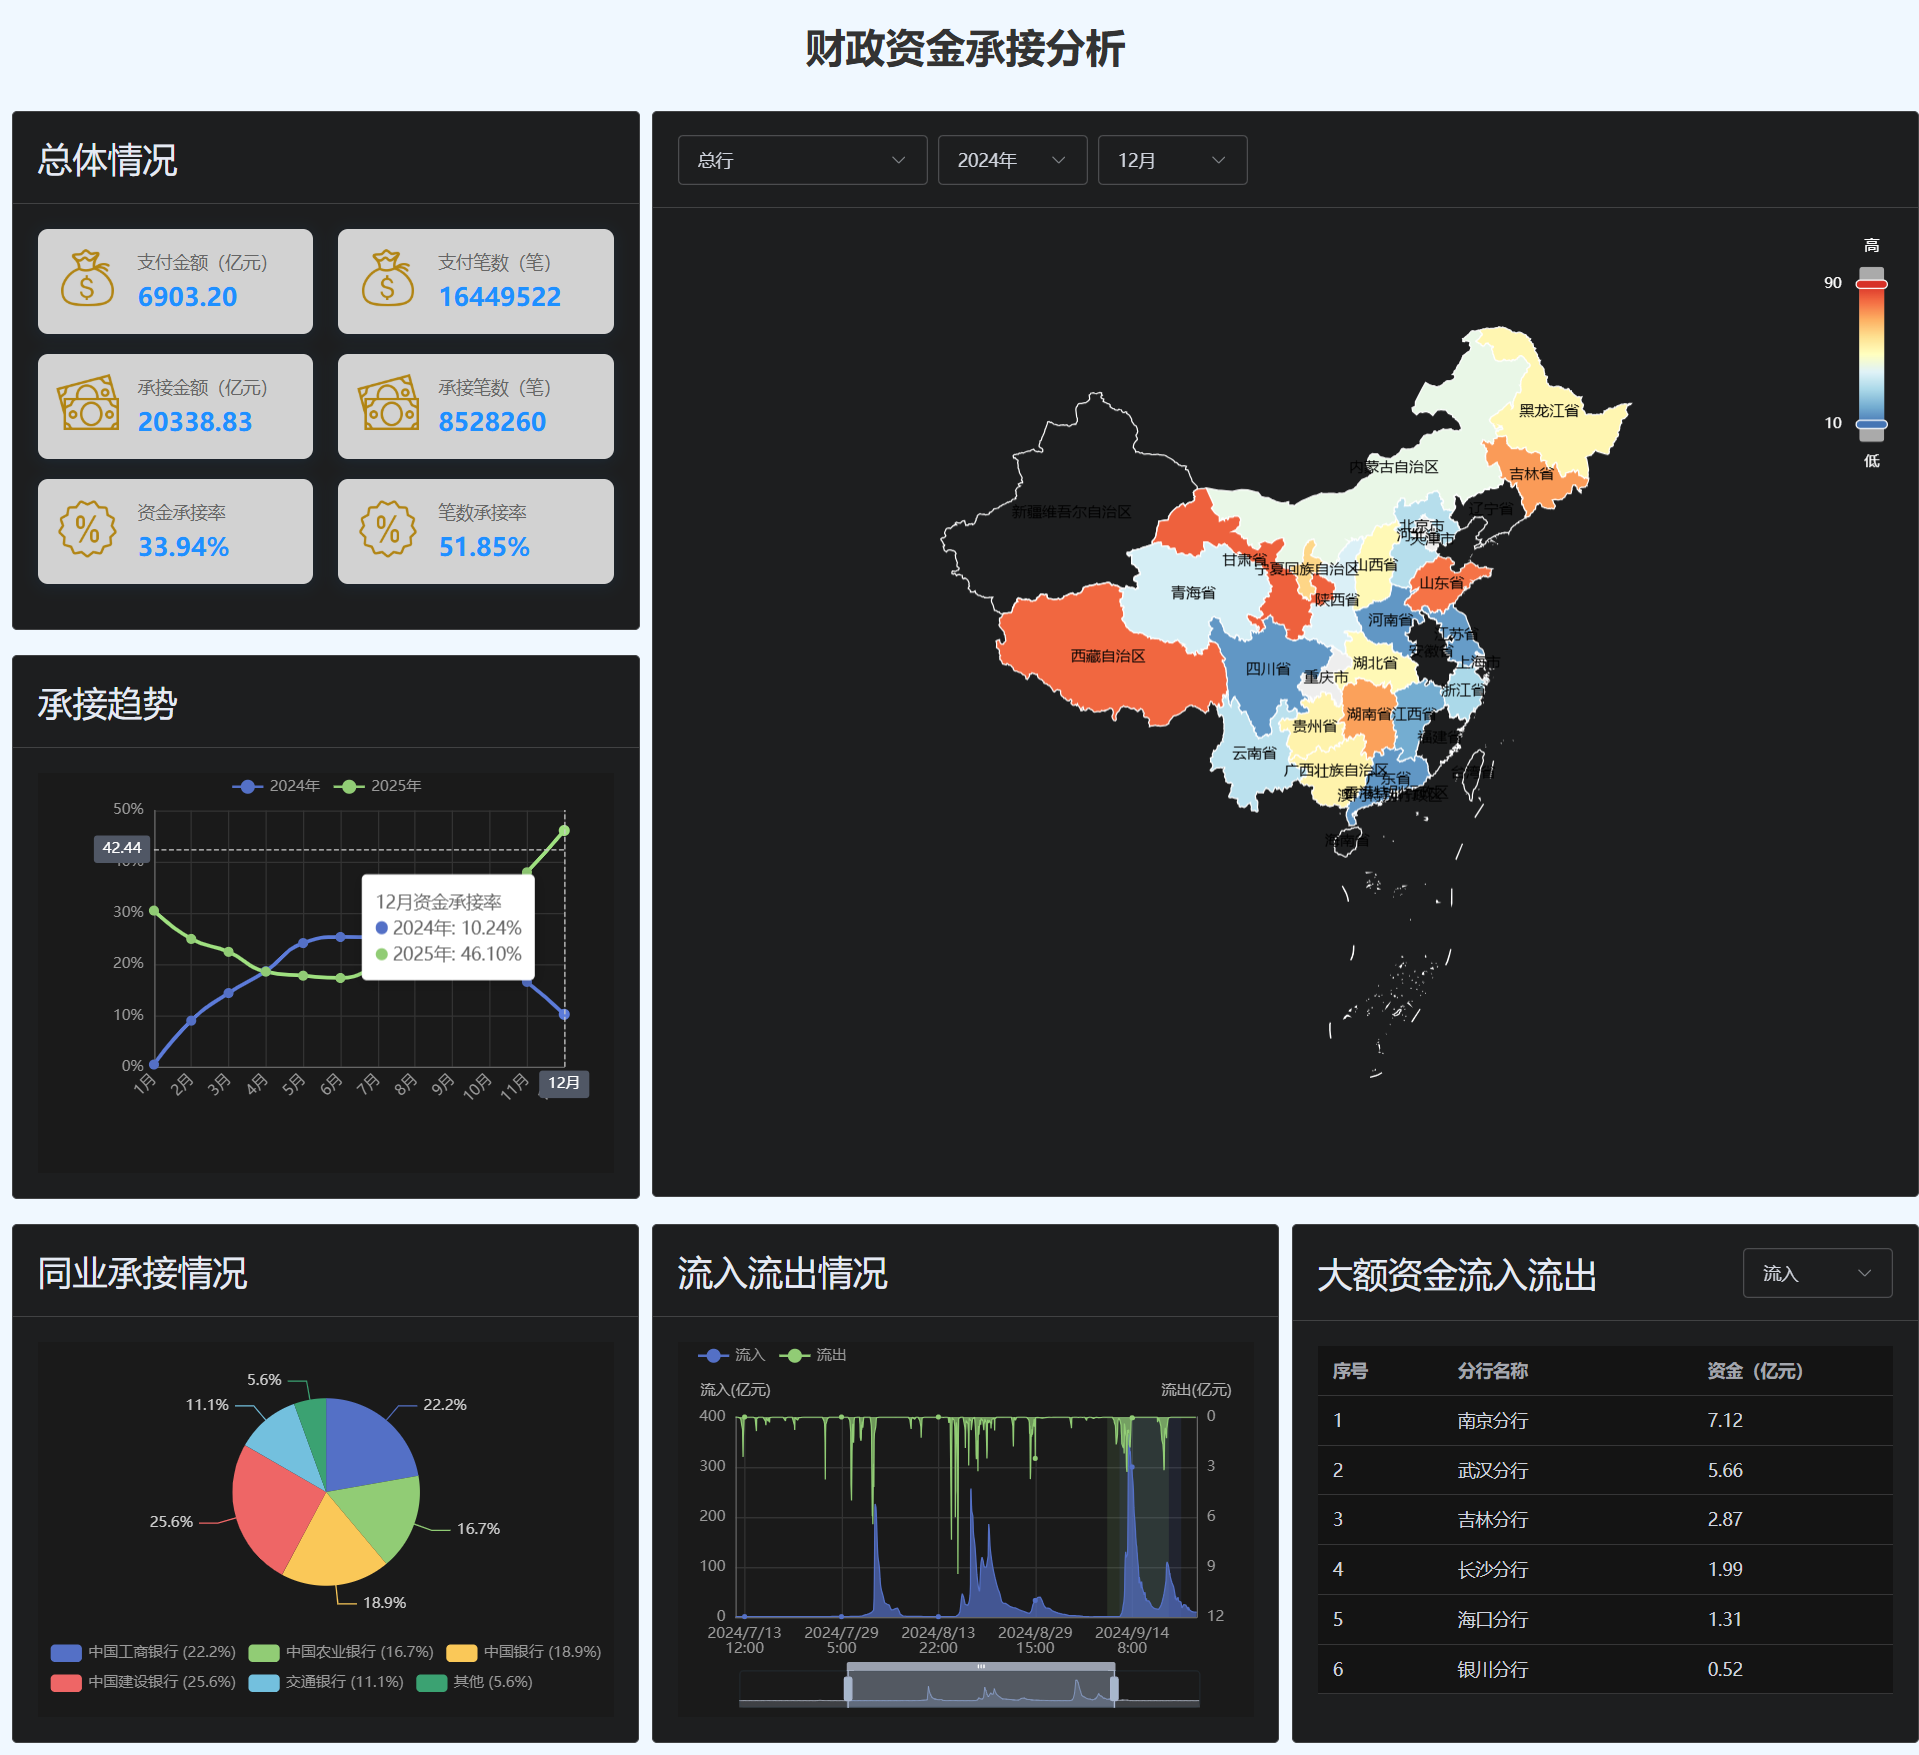 财政资金承接分析
总体情况
支付金额（亿元）
6903.20
支付笔数（笔）
16449522
承接金额（亿元）
20338.83
承接笔数（笔）
8528260
资金承接率
33.94%
笔数承接率
51.85%
承接趋势
2024年
2025年
50%
42.44
30%
20%
10%
0%
12月资金承接率
2024年: 10.24%
2025年: 46.10%
1月
2月
3月
4月
5月
6月
7月
8月
9月
10月
11月
12月
总行
2024年
12月
高
90
10
低
黑龙江省
内蒙古自治区
吉林省
新疆维吾尔自治区
辽宁省
北京市
天津市
甘肃省
宁夏回族自治区
山西省
山东省
青海省
陕西省
河南省
江苏省
安徽省
西藏自治区
四川省
湖北省
上海市
重庆市
浙江省
湖南省
江西省
贵州省
福建省
云南省
广西壮族自治区
广东省
台湾省
海南省
同业承接情况
5.6%
11.1%
22.2%
25.6%
16.7%
18.9%
中国工商银行 (22.2%)
中国农业银行 (16.7%)
中国银行 (18.9%)
中国建设银行 (25.6%)
交通银行 (11.1%)
其他 (5.6%)
流入流出情况
流入
流出
流入(亿元)
流出(亿元)
400
300
200
100
0
0
3
6
9
12
2024/7/13
12:00
2024/7/29
5:00
2024/8/13
22:00
2024/8/29
15:00
2024/9/14
8:00
大额资金流入流出
流入
序号 分行名称 资金（亿元）
1 南京分行 7.12
2 武汉分行 5.66
3 吉林分行 2.87
4 长沙分行 1.99
5 海口分行 1.31
6 银川分行 0.52